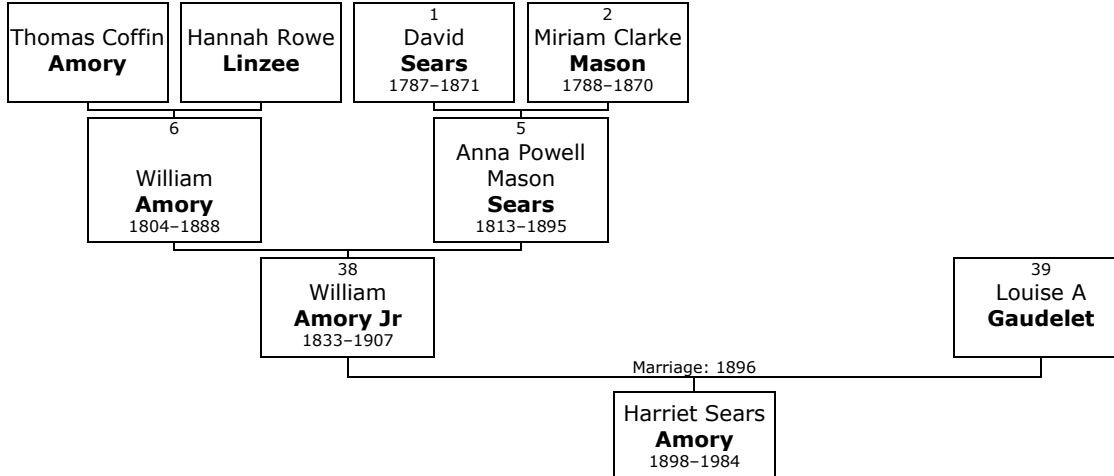 Thomas Coffin
Amory
Hannah Rowe
Linzee
1
David
Sears
1787–1871
2
Miriam Clarke
Mason
1788–1870
6
William
Amory
1804–1888
5
Anna Powell
Mason
Sears
1813–1895
38
William
Amory Jr
1833–1907
39
Louise A
Gaudelet
Marriage: 1896
Harriet Sears
Amory
1898–1984